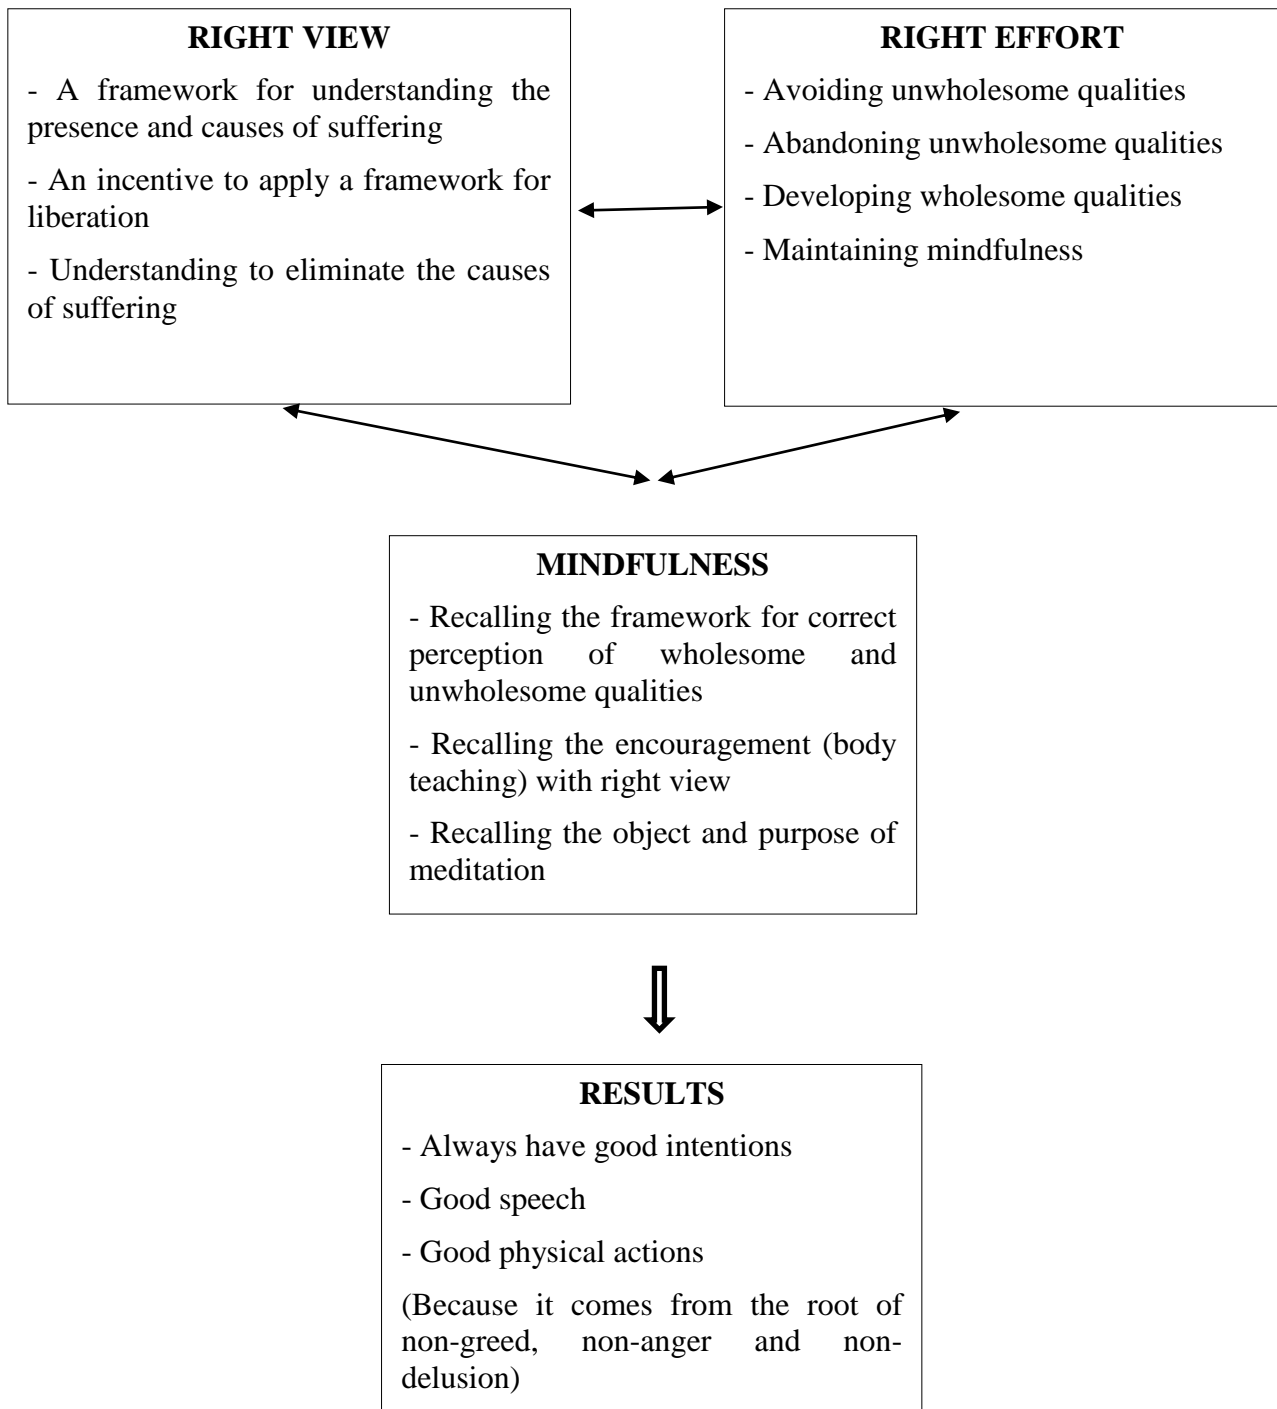 RIGHT VIEW
- A framework for understanding the
presence and causes of suffering
- An incentive to apply a framework for
liberation
- Understanding to eliminate the causes
of suffering
RIGHT EFFORT
- Avoiding unwholesome qualities
- Abandoning unwholesome qualities
- Developing wholesome qualities
- Maintaining mindfulness
MINDFULNESS
- Recalling the framework for correct
perception of wholesome and
unwholesome qualities
- Recalling the encouragement (body
teaching) with right view
- Recalling the object and purpose of
meditation
RESULTS
- Always have good intentions
- Good speech
- Good physical actions
(Because it comes from the root of
non-greed, non-anger and non-
delusion)